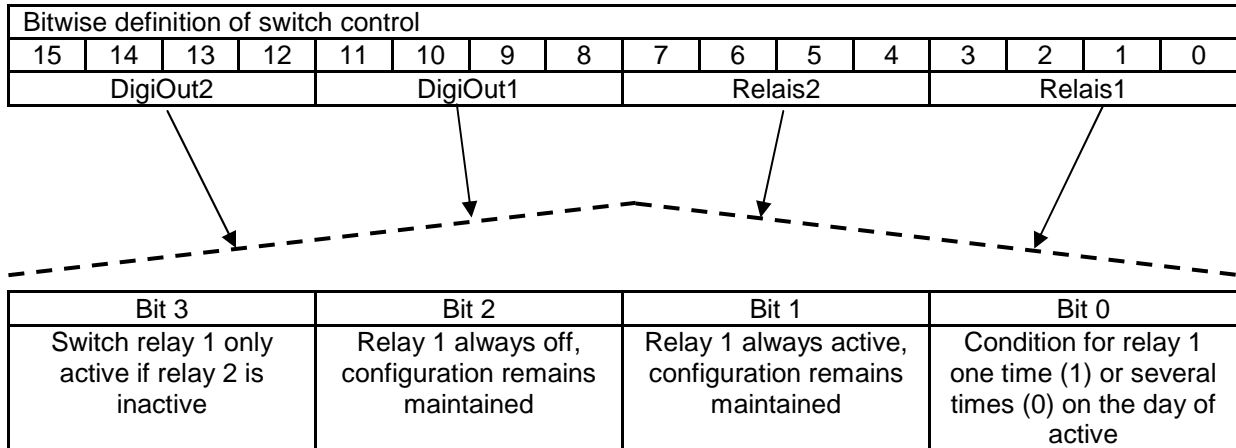 Bitwise definition of switch control
15 14 13 12 11 10 9 8 7 6 5 4 3 2 1 0
DigiOut2 DigiOut1 Relais2 Relais1
Bit 3 Bit 2 Bit 1 Bit 0
Switch relay 1 only
active if relay 2 is
inactive
Relay 1 always off,
configuration remains
maintained
Relay 1 always active,
configuration remains
maintained
Condition for relay 1
one time (1) or several
times (0) on the day of
active